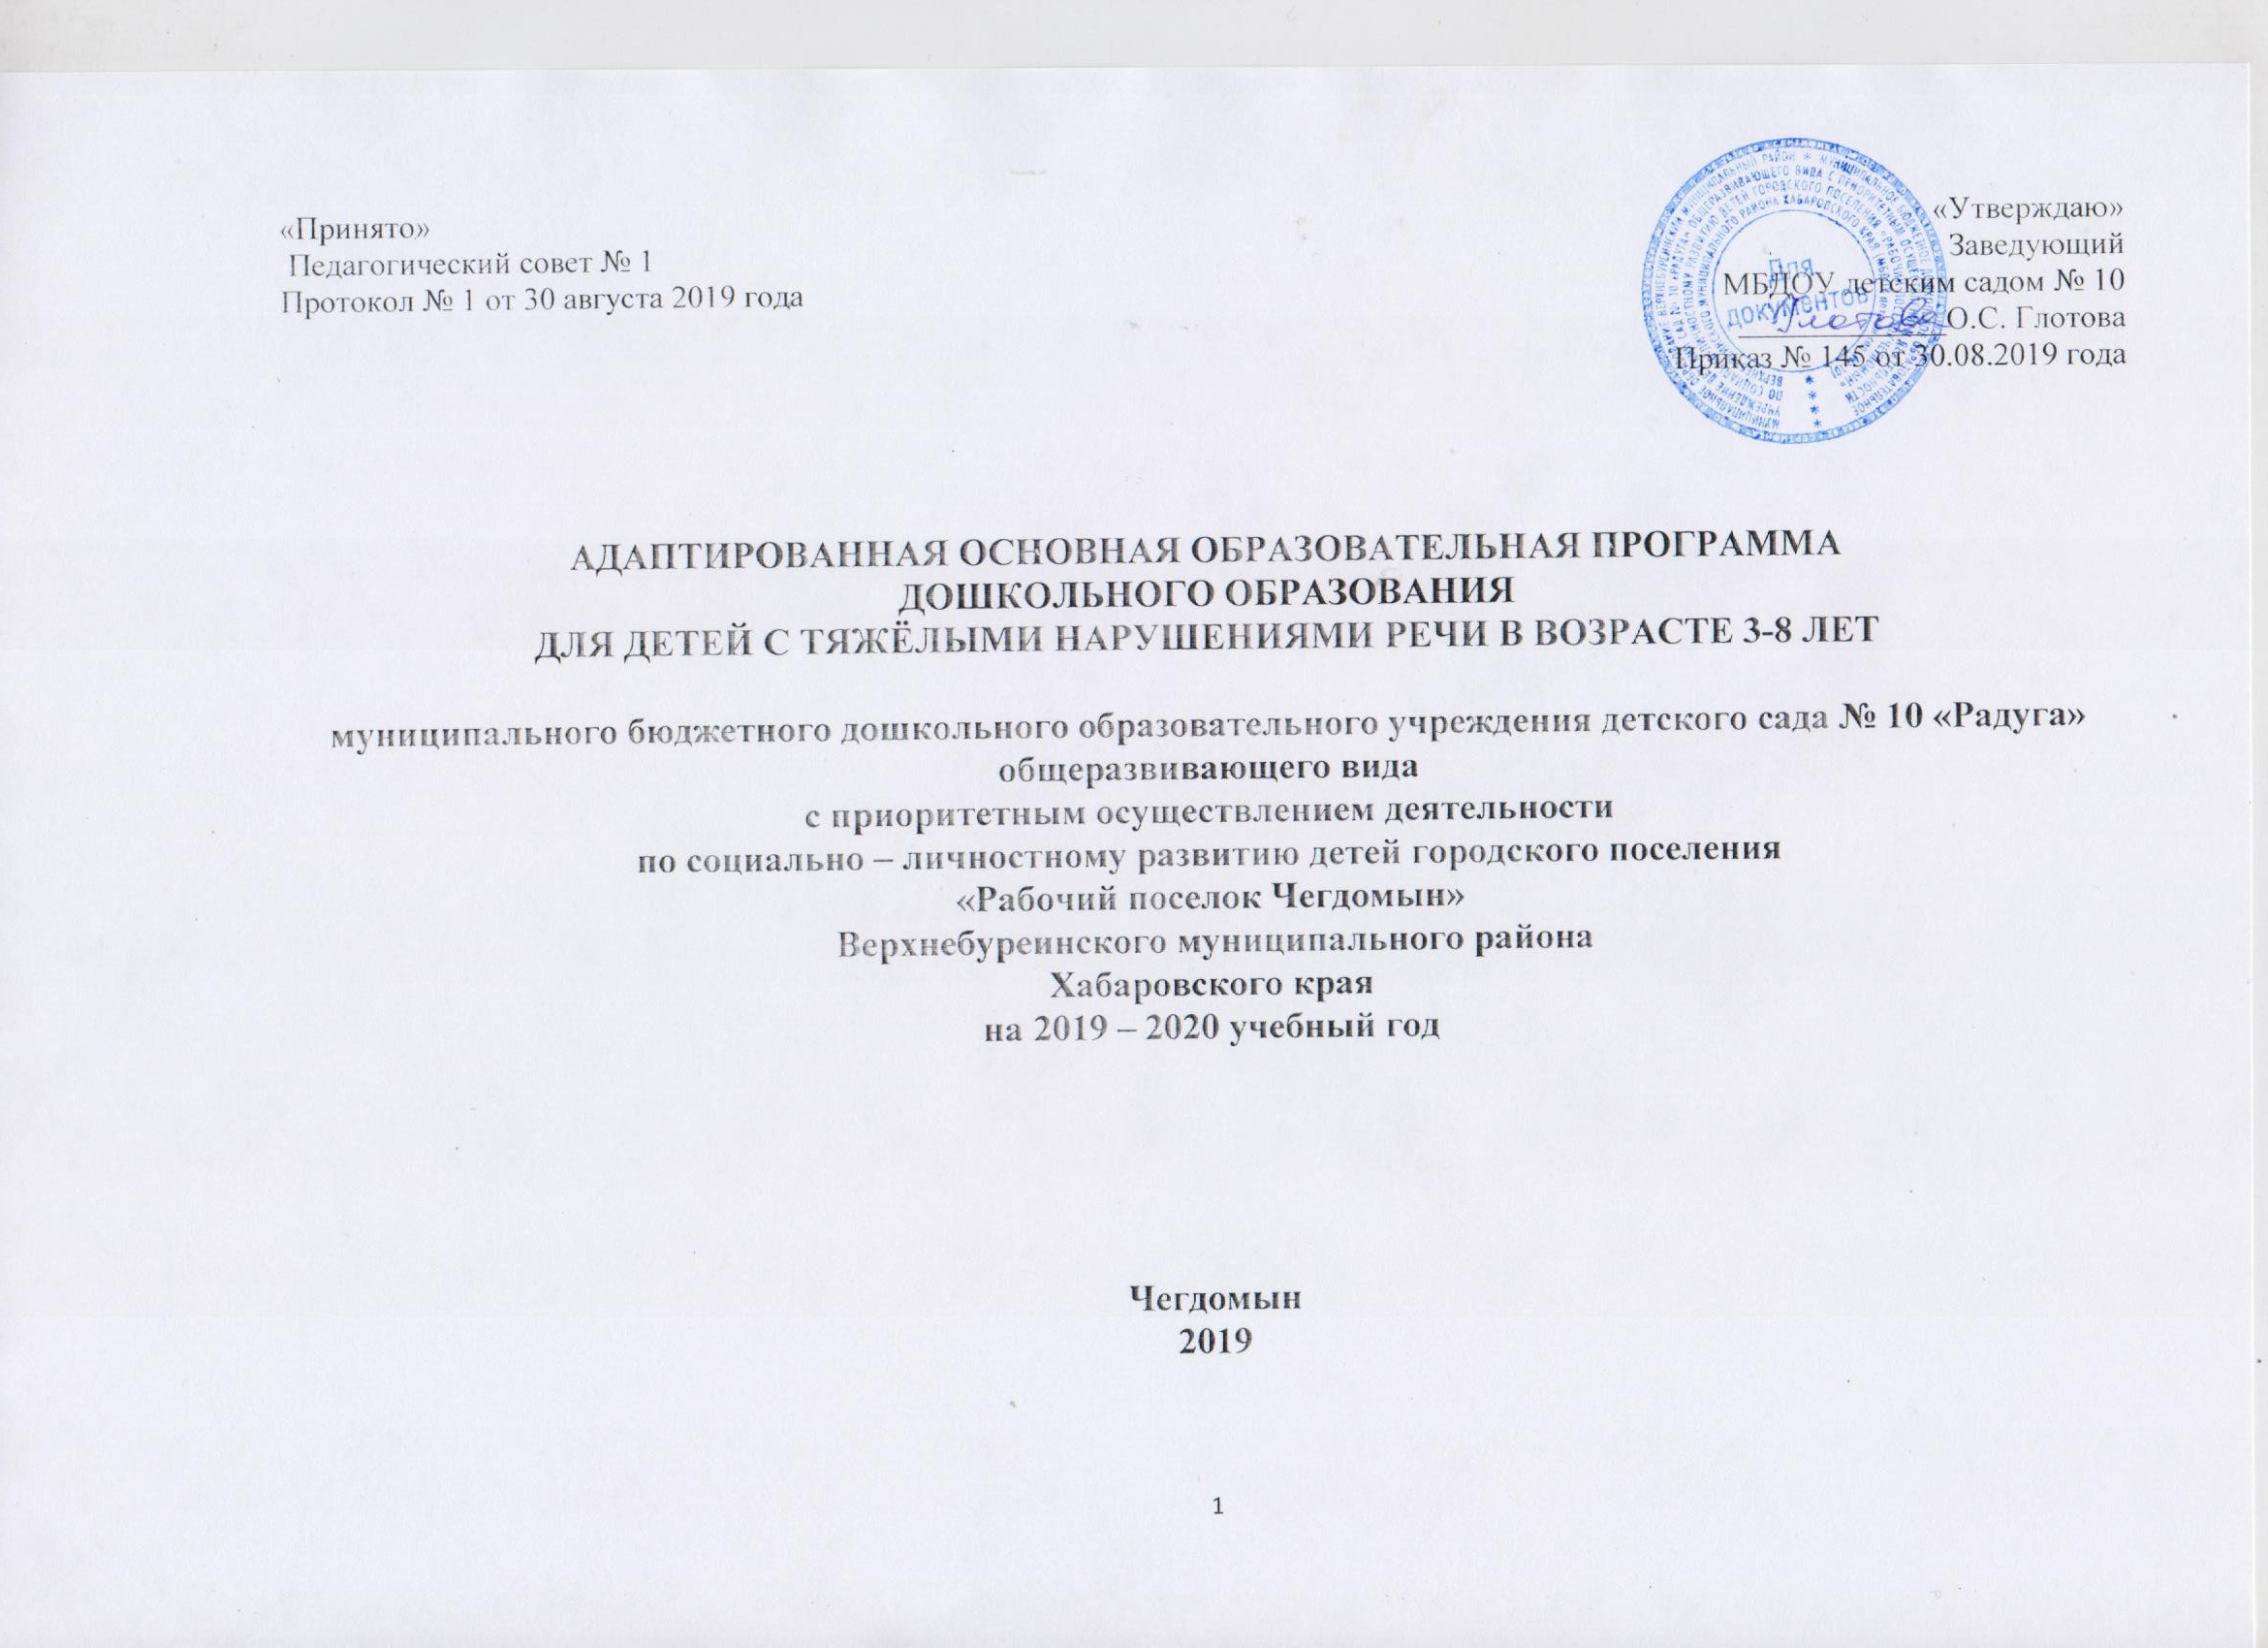 «Принято»
Педагогический совет № 1
Протокол № 1 от 30 августа 2019 года
«Утверждаю»
Заведующий
МБДОУ детским садом № 10
О.С. Глотова
Приказ № 145 от 30.08.2019 года
Для
документов
АДАПТИРОВАННАЯ ОСНОВНАЯ ОБРАЗОВАТЕЛЬНАЯ ПРОГРАММА
ДОШКОЛЬНОГО ОБРАЗОВАНИЯ
ДЛЯ ДЕТЕЙ С ТЯЖЁЛЫМИ НАРУШЕНИЯМИ РЕЧИ В ВОЗРАСТЕ 3-8 ЛЕТ
муниципального бюджетного дошкольного образовательного учреждения детского сада № 10 «Радуга»
общеразвивающего вида
с приоритетным осуществлением деятельности
по социально – личностному развитию детей городского поселения
«Рабочий поселок Чегдомын»
Верхнебуреинского муниципального района
Хабаровского края
на 2019 – 2020 учебный год
Чегдомын
2019
1